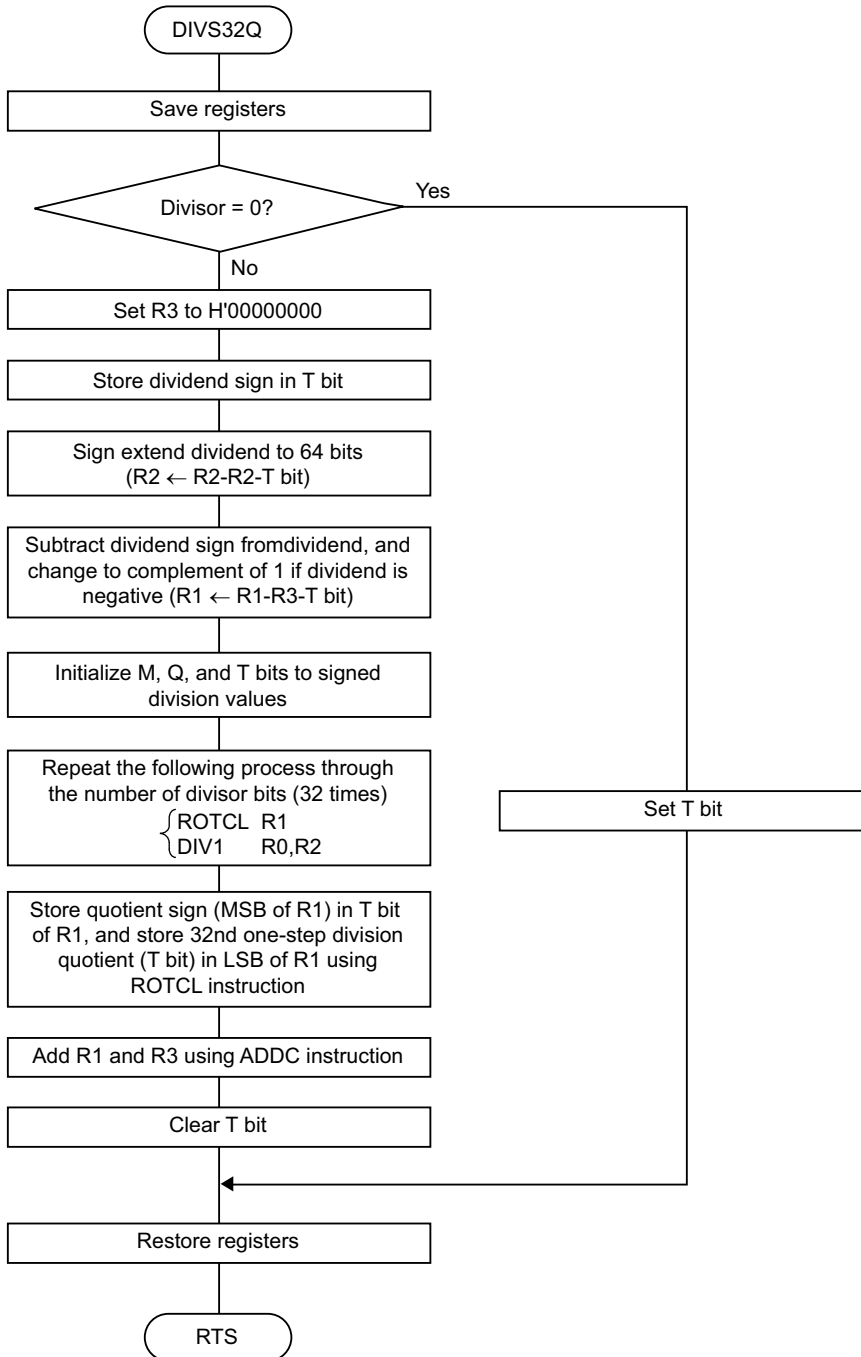 DIVS32Q
Save registers
Divisor = 0?
Yes
No
Set R3 to H'00000000
Store dividend sign in T bit
Sign extend dividend to 64 bits
(R2 ← R2-R2-T bit)
Subtract dividend sign fromdividend, and
change to complement of 1 if dividend is
negative (R1 ← R1-R3-T bit)
Initialize M, Q, and T bits to signed
division values
Repeat the following process through
the number of divisor bits (32 times)
ROTCL R1
DIV1 R0,R2
Set T bit
Store quotient sign (MSB of R1) in T bit
of R1, and store 32nd one-step division
quotient (T bit) in LSB of R1 using
ROTCL instruction
Add R1 and R3 using ADDC instruction
Clear T bit
Restore registers
RTS